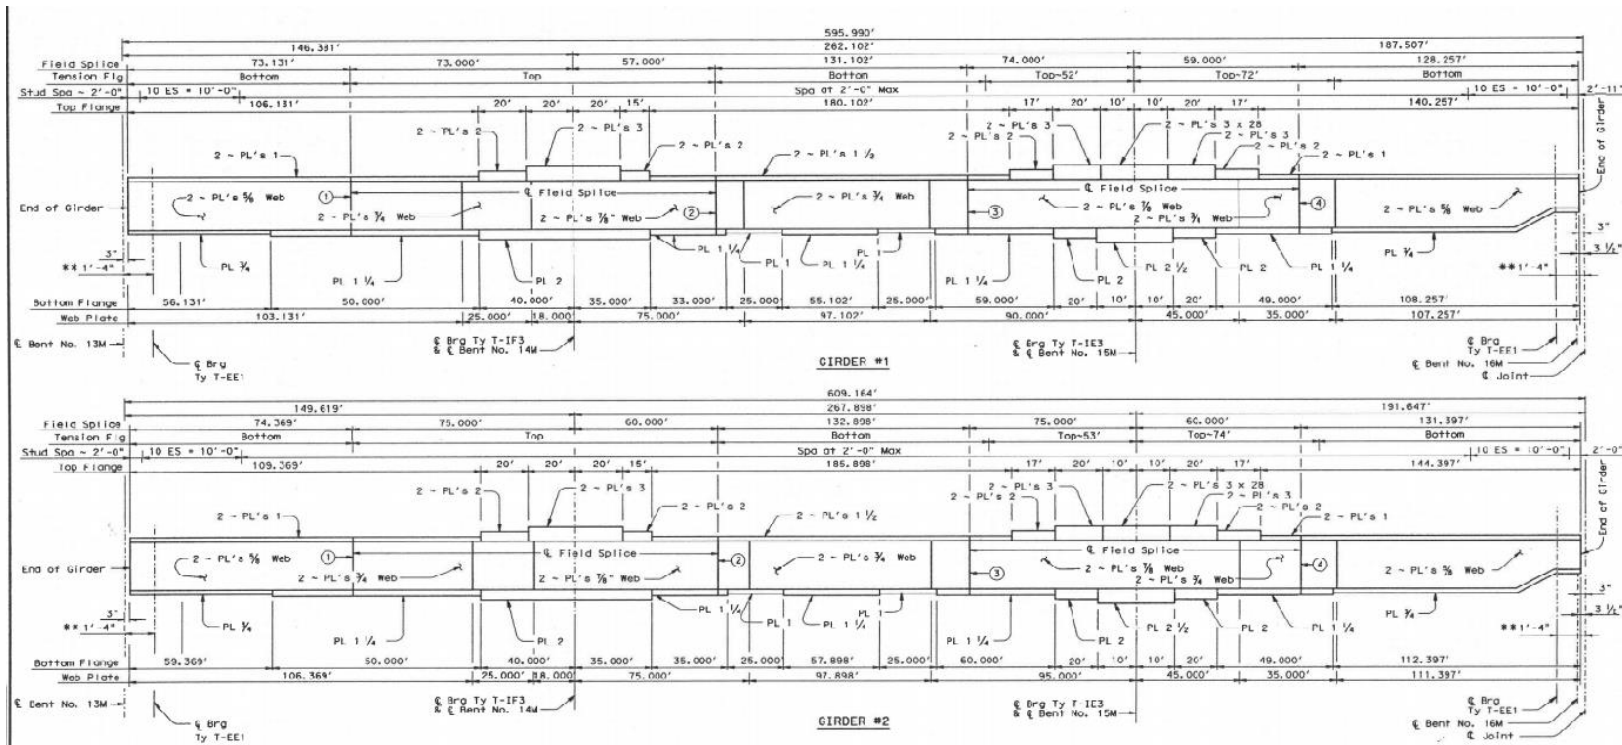 595.990'
146.381' 262.102' 187.507'
Field Splice 73.131' 73.000' 57.000' 131.102' 74.000' 59.000' 128.257'
Tension Flg Bottom Top Bottom Top~52' Top~72' Bottom
Stud Spa ~ 2'-0" 10 ES = 10'-0" Spa at 2'-0" Max 10 ES = 10'-0" 2'-11"
Top Flange 106.131' 20' 20' 20' 15' 180.102' 17' 20' 10' 10' 20' 17' 140.257'
2 ~ PL's 2 2 ~ PL's 3 2 ~ PL's 3 2 ~ PL's 3 x 28
2 ~ PL's 2 2 ~ PL's 3
2 ~ PL's 1 2 ~ PL's 2 2 ~ PL's 1 ½ 2 ~ PL's 2
2 ~ PL's 1
End of Girder
2 ~ PL's ⅝ Web 1 ℄ Field Splice 2 ~ PL's ¾ Web ℄ Field Splice 4 2 ~ PL's ⅝ Web
End of Girder 2 ~ PL's ¾ Web 2 ~ PL's ⅞" Web 2 3 2 ~ PL's ⅞ Web
2 ~ PL's ¾ Web
3" PL 1 ¼ PL 3"
** 1'-4" PL ¾ PL 1 ¼ PL 2 PL 1 PL 1 ¼ PL 1 ¼ PL 2 PL 2 ½ PL 2 PL 1 ¼ PL ¾ 3 ½"
**1'-4"
Bottom Flange 56.131' 50.000' 40.000' 35.000' 33.000' 25.000' 55.102' 25.000' 59.000' 20' 10' 10' 20' 49.000' 108.257'
Web Plate 103.131' 25.000' 18.000' 75.000' 97.102' 90.000' 45.000' 35.000' 107.257'
℄ Bent No. 13M ℄ Brg Ty T-IF3 ℄ Brg Ty T-IE3 ℄ Brg
& ℄ Bent No. 14M & ℄ Bent No. 15M Ty T-EE1
℄ Brg GIRDER #1 ℄ Bent No. 16M
Ty T-EE1 ℄ Joint
609.164'
149.619' 267.898' 191.647'
Field Splice 74.369' 75.000' 60.000' 132.898' 75.000' 60.000' 131.397'
Tension Flg Bottom Top Bottom Top~53' Top~74' Bottom
Stud Spa ~ 2'-0" 10 ES = 10'-0" Spa at 2'-0" Max 10 ES = 10'-0" 2'-0"
Top Flange 109.369' 20' 20' 20' 15' 185.898' 17' 20' 10' 10' 20' 17' 144.397'
2 ~ PL's 2 2 ~ PL's 3 2 ~ PL's 3 2 ~ PL's 3 x 28
2 ~ PL's 2 2 ~ PL's 3
2 ~ PL's 1 2 ~ PL's 2 2 ~ PL's 1 ½ 2 ~ PL's 2
2 ~ PL's 1
End of Girder
2 ~ PL's ⅝ Web 1 ℄ Field Splice 2 ~ PL's ¾ Web ℄ Field Splice 4 2 ~ PL's ⅝ Web
End of Girder 2 ~ PL's ¾ Web 2 ~ PL's ⅞" Web 2 3 2 ~ PL's ⅞ Web
2 ~ PL's ¾ Web
3" PL 1 ¼ PL 3"
** 1'-4" PL ¾ PL 1 ¼ PL 2 PL 1 PL 1 ¼ PL 1 ¼ PL 2 PL 2 ½ PL 2 PL 1 ¼ PL ¾ 3 ½"
**1'-4"
Bottom Flange 59.369' 50.000' 40.000' 35.000' 35.000' 25.000' 57.898' 25.000' 60.000' 20' 10' 10' 20' 49.000' 112.397'
Web Plate 106.369' 25.000' 18.000' 75.000' 97.898' 95.000' 45.000' 35.000' 111.397'
℄ Bent No. 13M ℄ Brg Ty T-IF3 ℄ Brg Ty T-IE3 ℄ Brg
& ℄ Bent No. 14M & ℄ Bent No. 15M Ty T-EE1
℄ Brg GIRDER #2 ℄ Bent No. 16M
Ty T-EE1 ℄ Joint